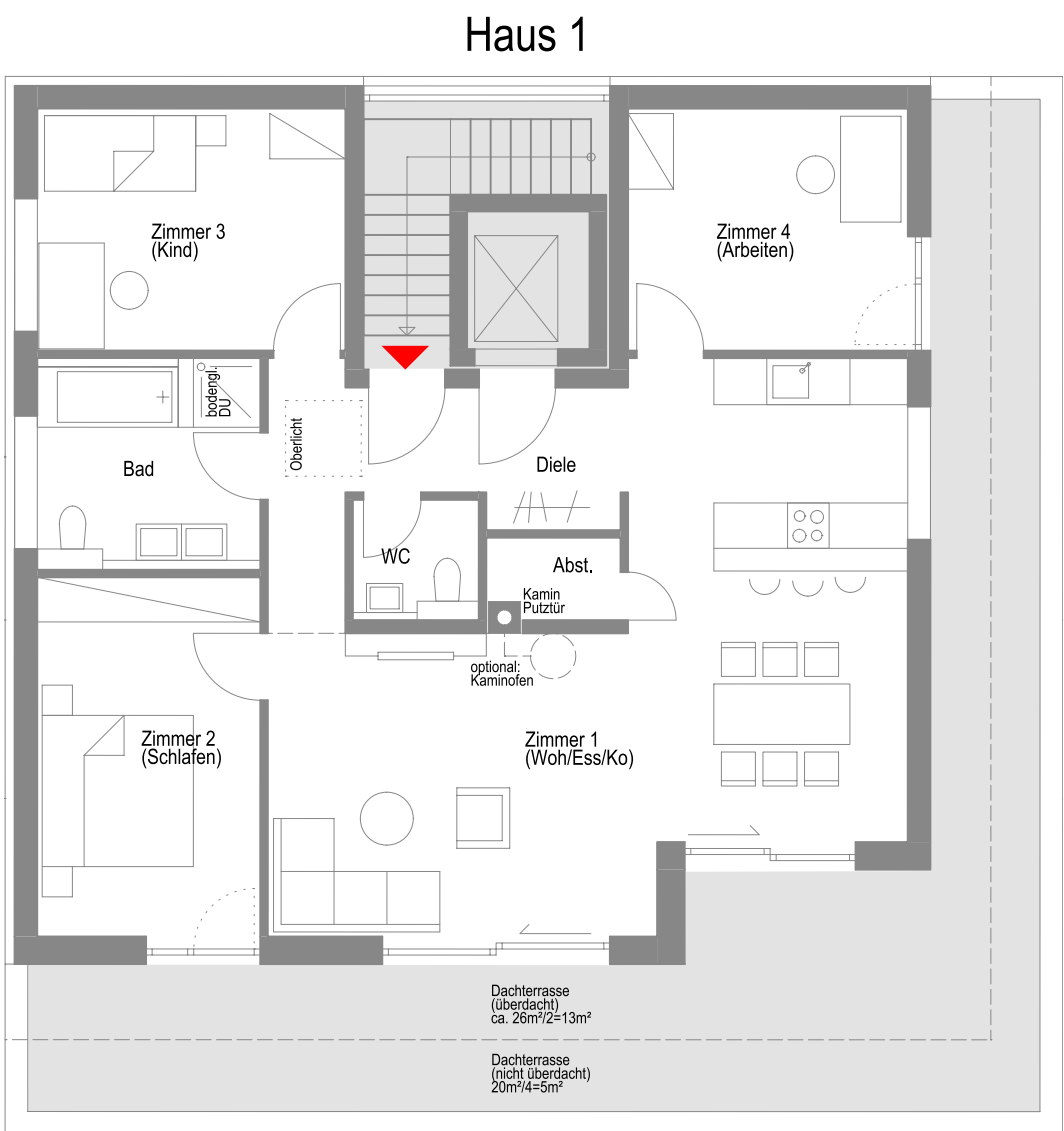 Haus 1
Zimmer 3
(Kind)
Zimmer 4
(Arbeiten)
bodengl.
DU
Oberlicht
Bad
Diele
WC
Abst.
Kamin
Putztür
optional:
Kaminofen
Zimmer 2
(Schlafen)
Zimmer 1
(Woh/Ess/Ko)
Dachterrasse
(überdacht)
ca. 26m²/2=13m²
Dachterrasse
(nicht überdacht)
20m²/4=5m²